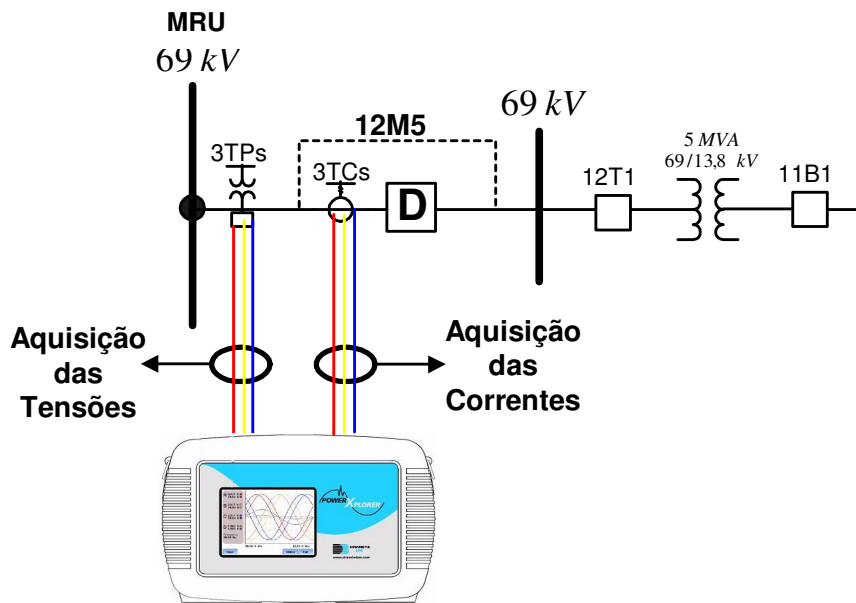 MRU
69 kV
69 kV
12M5
3TPs
3TCs
D
5 MVA
69/13,8 kV
12T1
11B1
Aquisição
das
Tensões
Aquisição
das
Correntes
POWER XPLORER
DRANETZ